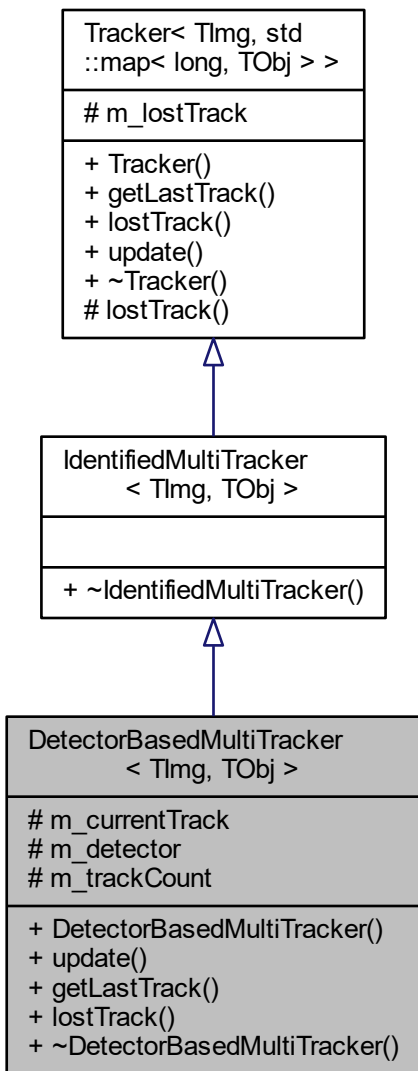 Tracker< TImg, std
::map< long, TObj > >
# m_lostTrack
+ Tracker()
+ getLastTrack()
+ lostTrack()
+ update()
+ ~Tracker()
# lostTrack()
IdentifiedMultiTracker
< TImg, TObj >
+ ~IdentifiedMultiTracker()
DetectorBasedMultiTracker
< TImg, TObj >
# m_currentTrack
# m_detector
# m_trackCount
+ DetectorBasedMultiTracker()
+ update()
+ getLastTrack()
+ lostTrack()
+ ~DetectorBasedMultiTracker()